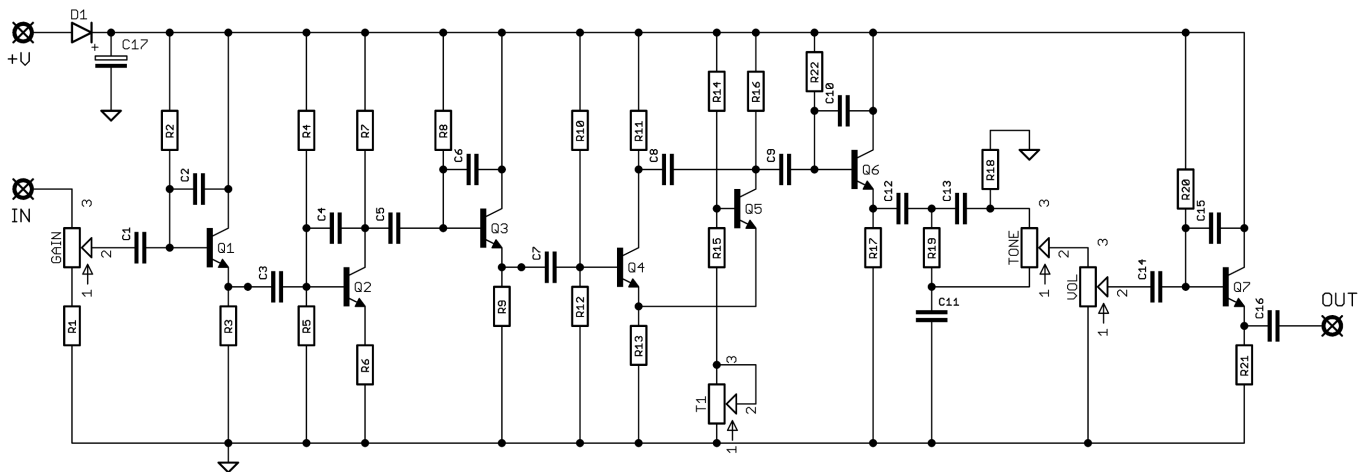 D1
+V
+
C17
IN
GAIN
3
2
1
R1
C1
R2
C2
Q1
R3
C3
R4
R5
C4
Q2
R6
R7
C5
R8
C6
Q3
R9
C7
R10
R12
Q4
R11
R13
C8
R14
R15
Q5
R16
T1
3
2
1
C9
R22
C10
Q6
R17
C12
R19
C11
C13
R18
TONE
3
2
1
VOL
3
2
1
C14
R20
C15
Q7
R21
C16
OUT